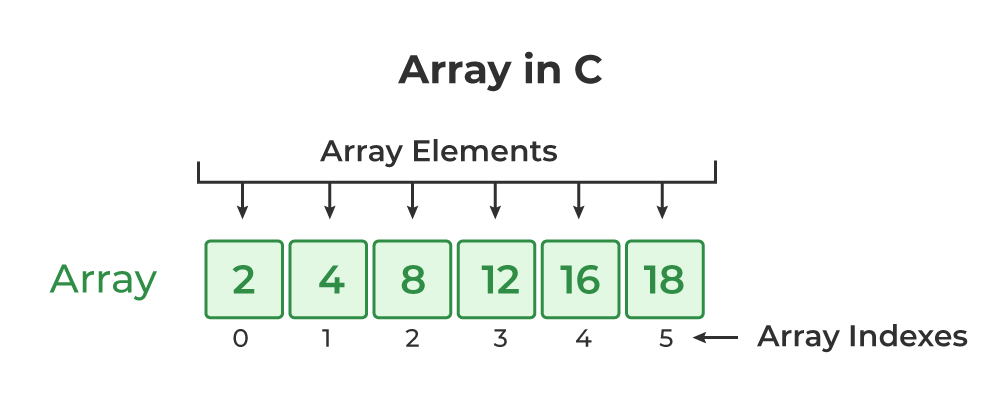 Array in C
Array Elements
Array 2 4 8 12 16 18
0 1 2 3 4 5 Array Indexes